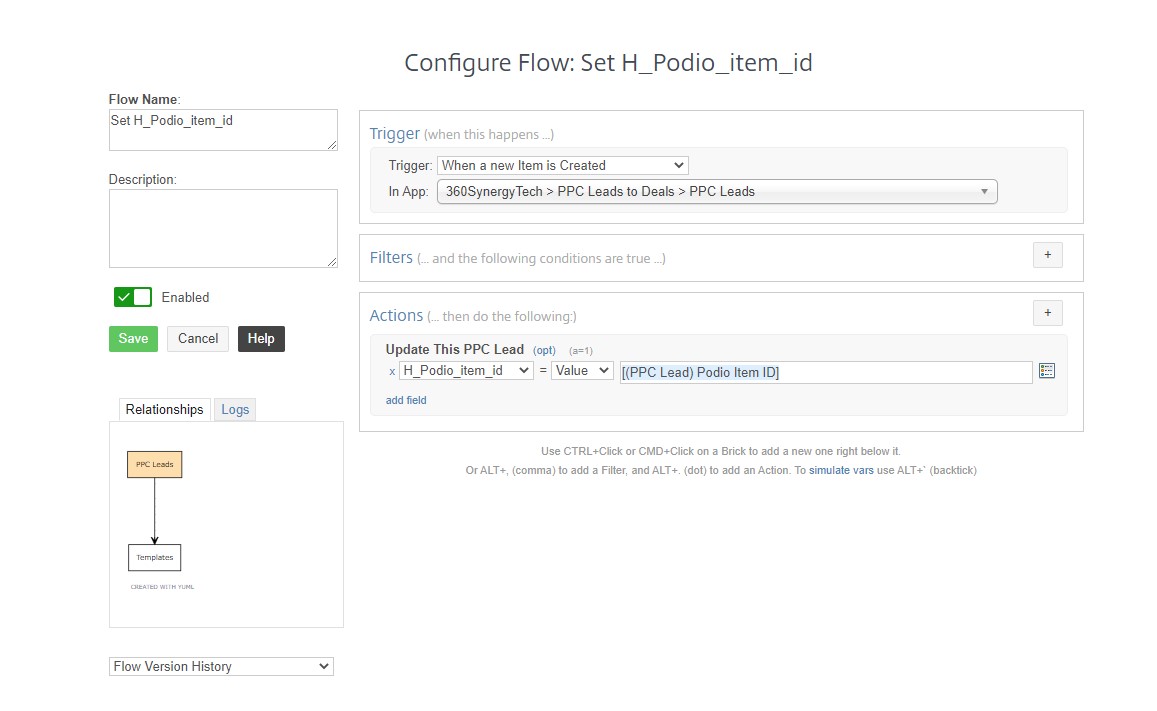 Configure Flow: Set H_Podio_item_id
Flow Name:
Set H_Podio_item_id
Description:
Enabled
Save Cancel Help
Relationships Logs
PPC Leads
Templates
CREATED WITH YUML
Flow Version History
Trigger (when this happens ...)
Trigger: When a new Item is Created
In App: 360SynergyTech > PPC Leads to Deals > PPC Leads
Filters (... and the following conditions are true ...)
+
Actions (... then do the following:)
+
Update This PPC Lead (opt) (a=1)
x H_Podio_item_id = Value [(PPC Lead) Podio Item ID]
add field
Use CTRL+Click or CMD+Click on a Brick to add a new one right below it.
Or ALT+, (comma) to add a Filter, and ALT+. (dot) to add an Action. To simulate vars use ALT+` (backtick)